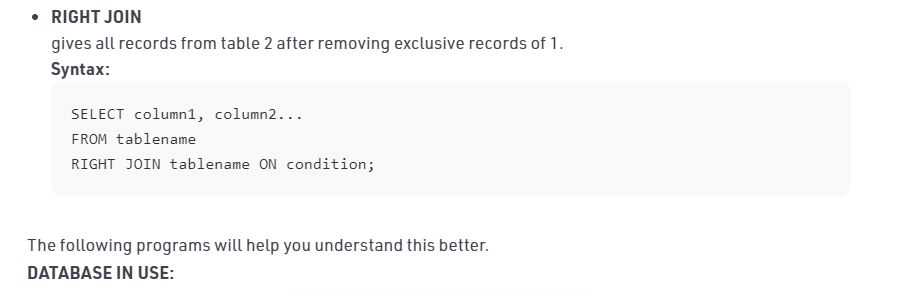 • RIGHT JOIN
gives all records from table 2 after removing exclusive records of 1.
Syntax:
SELECT column1, column2...
FROM tablename
RIGHT JOIN tablename ON condition;
The following programs will help you understand this better.
DATABASE IN USE: